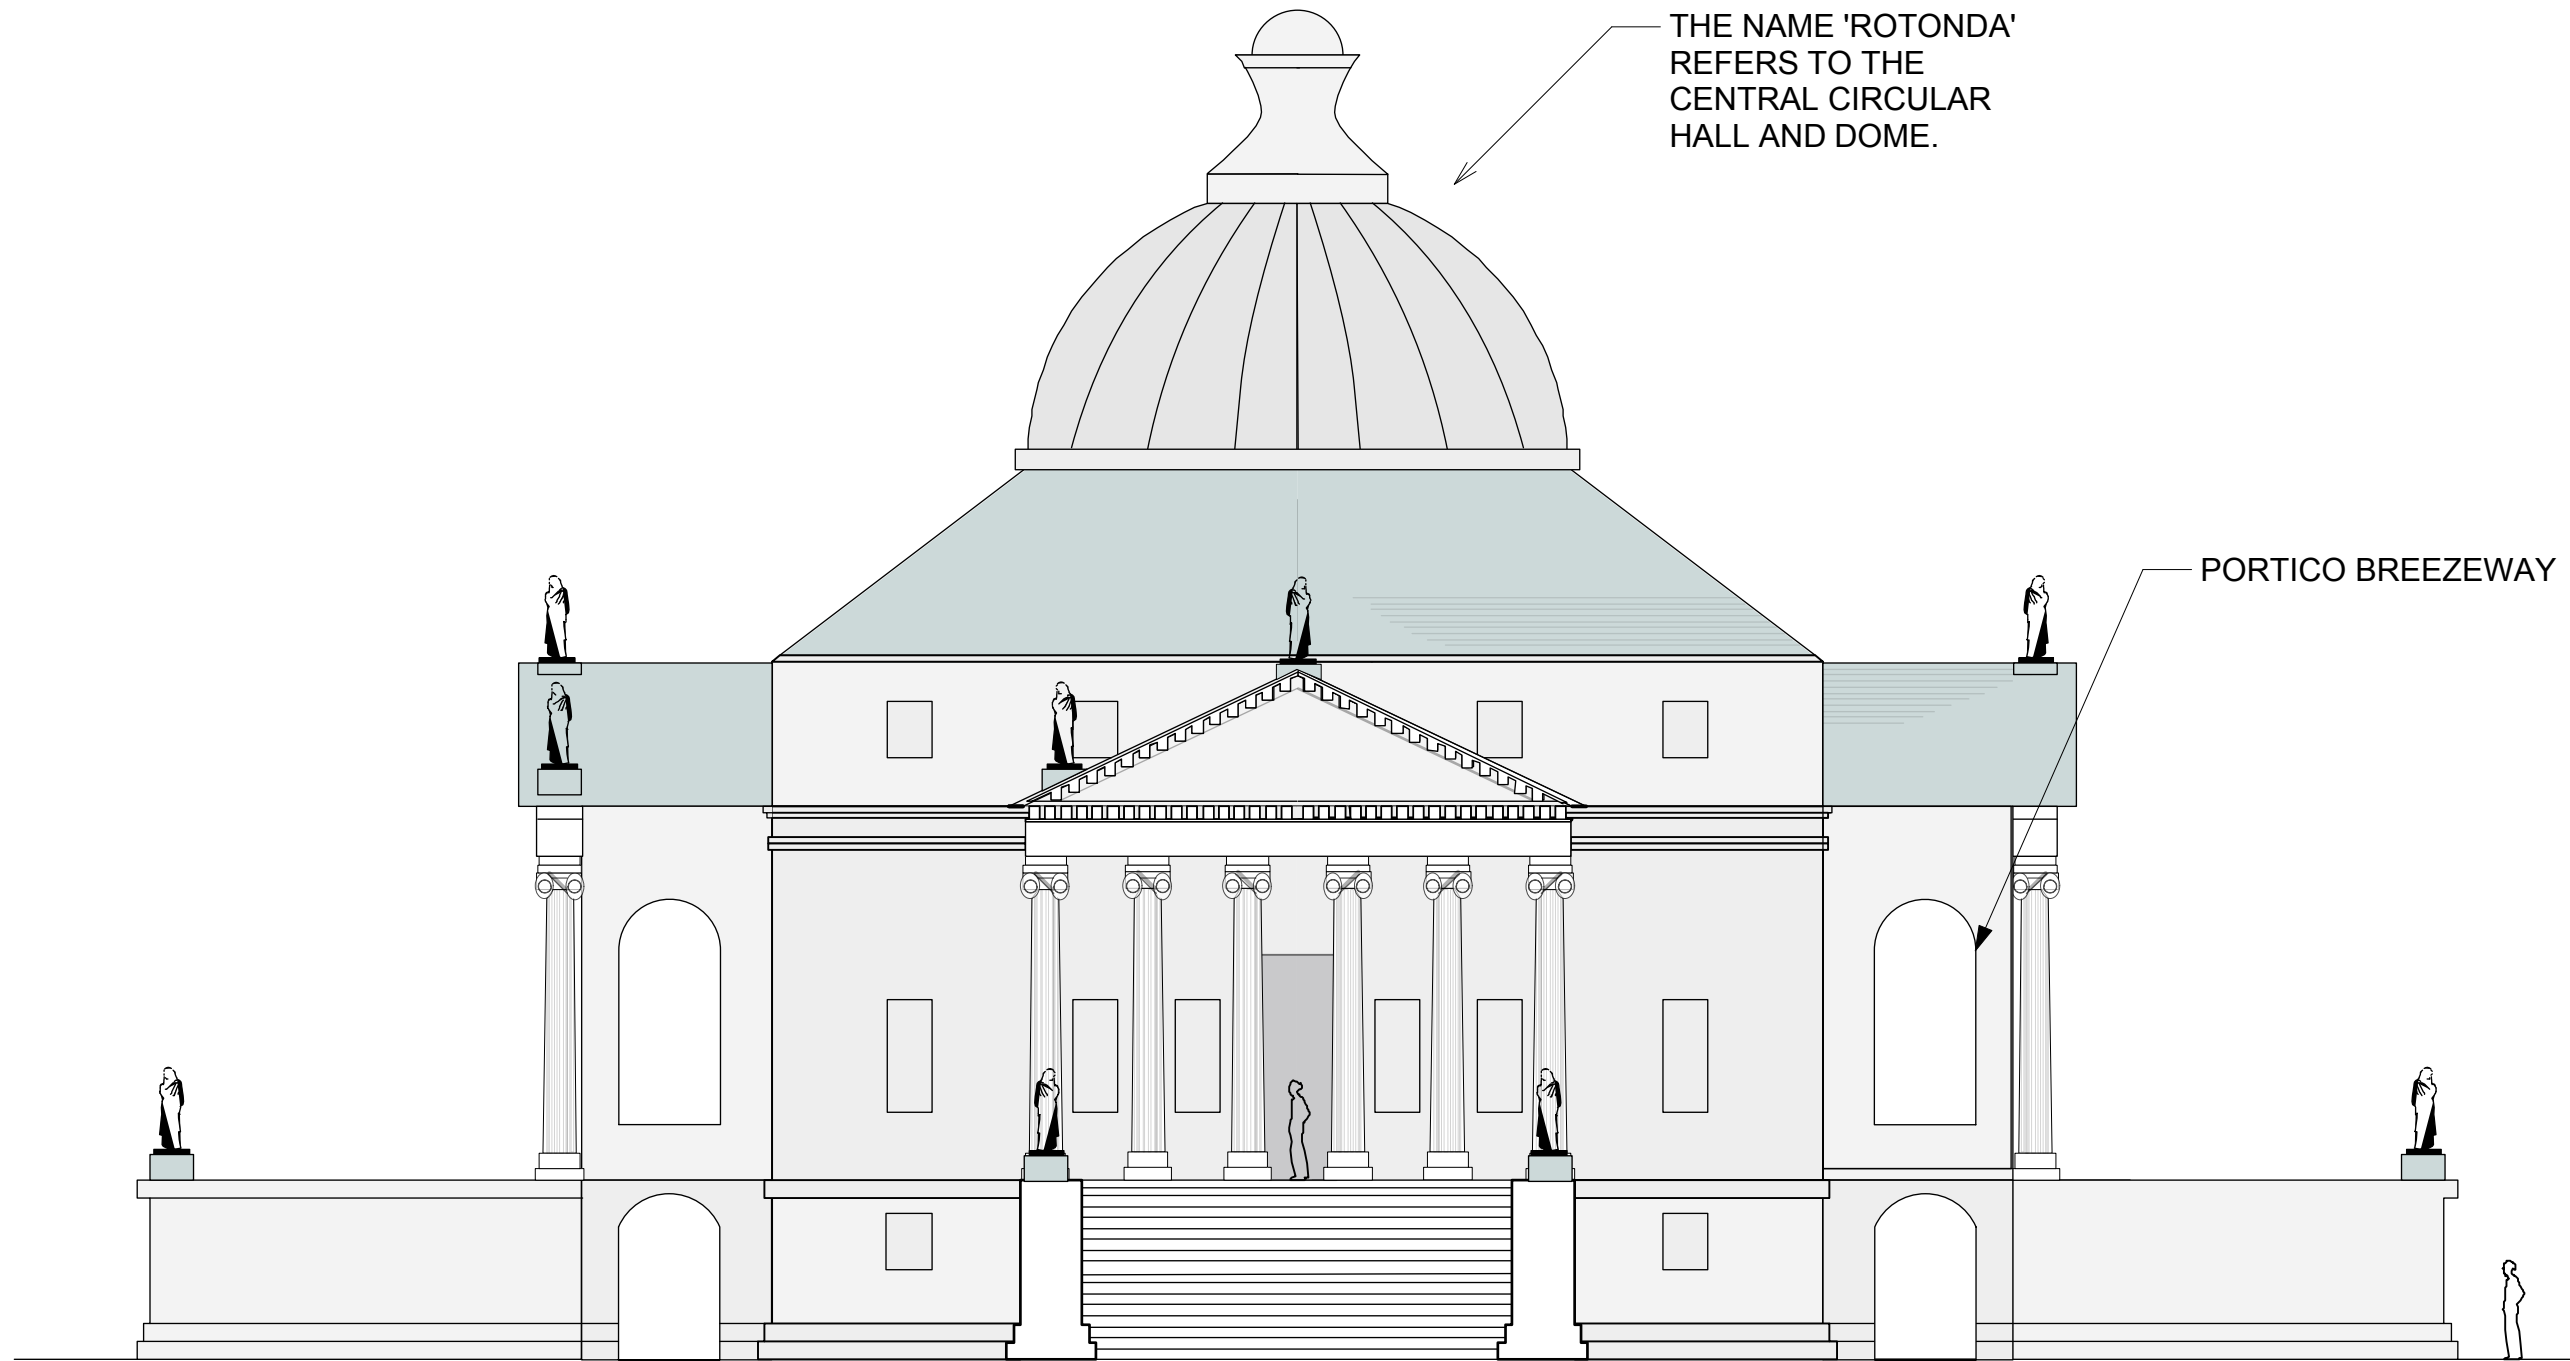 THE NAME 'ROTONDA'
REFERS TO THE
CENTRAL CIRCULAR
HALL AND DOME.
PORTICO BREEZEWAY